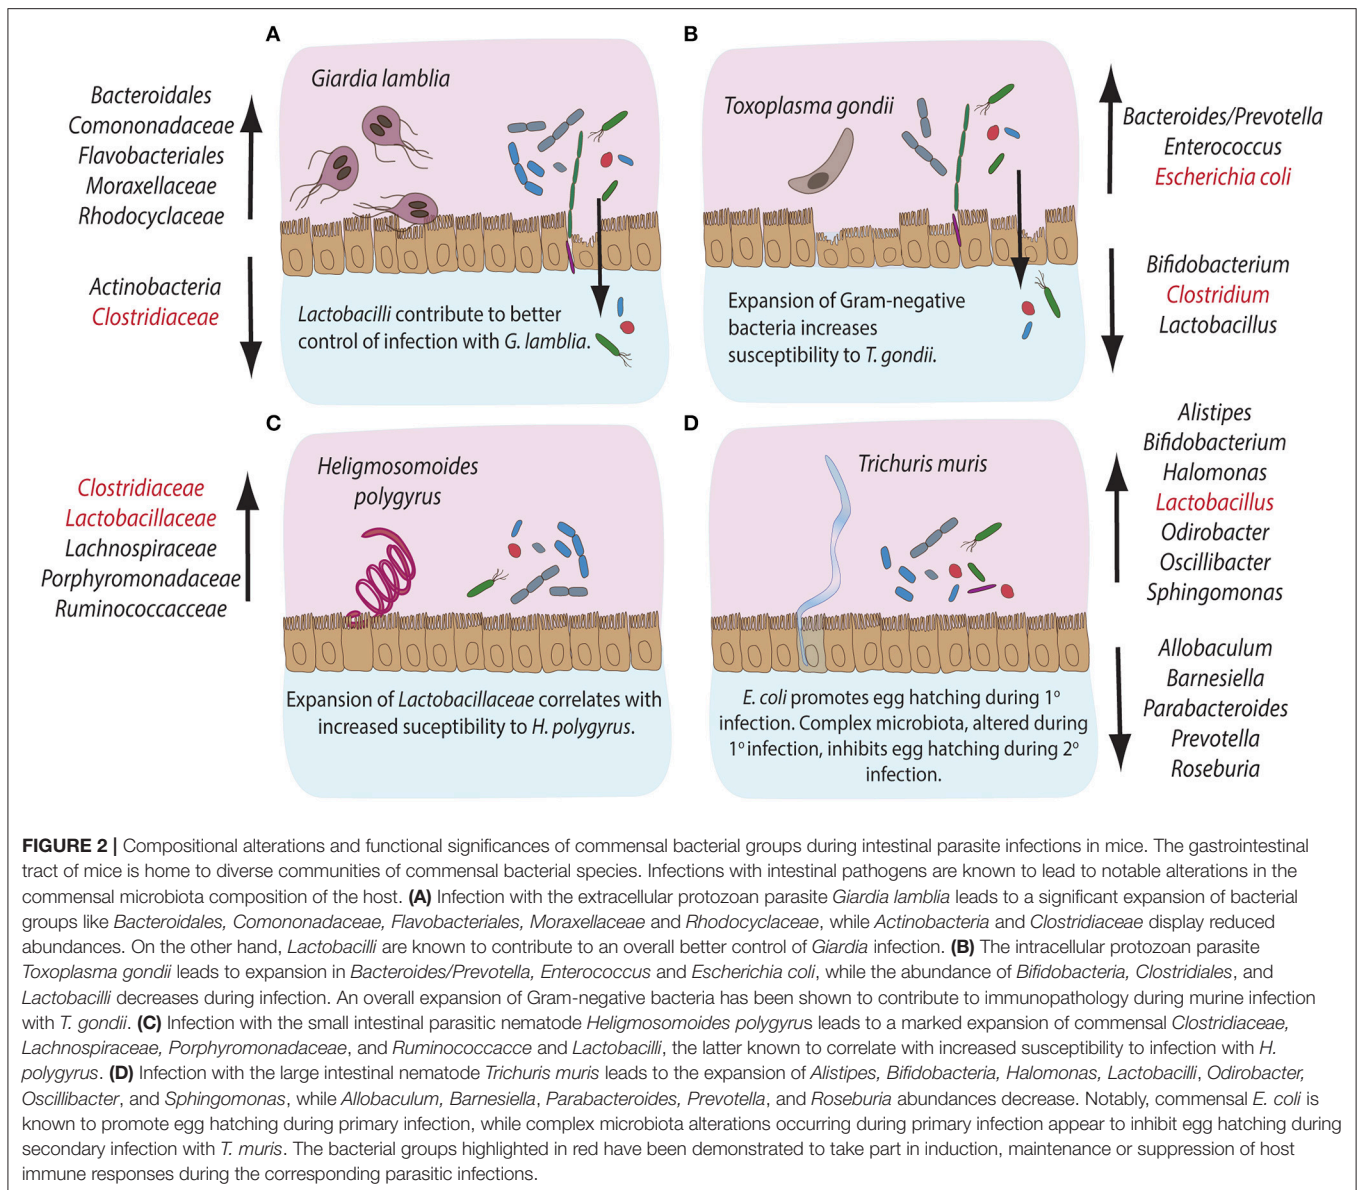 A
Giardia lamblia
Bacteroidales
Comononadaceae
Flavobacteriales
Moraxellaceae
Rhodocyclaceae
Actinobacteria
Clostridiaceae
Lactobacilli contribute to better
control of infection with G. lamblia.
B
Toxoplasma gondii
Bacteroides/Prevotella
Enterococcus
Escherichia coli
Bifidobacterium
Clostridium
Lactobacillus
Expansion of Gram-negative
bacteria increases
susceptibility to T. gondii.
C
Heligmosomoides
polygyrus
Clostridiaceae
Lactobacillaceae
Lachnospiraceae
Porphyromonadaceae
Ruminococcacceae
Expansion of Lactobacillaceae correlates with
increased suceptibility to H. polygyrus.
D
Trichuris muris
Alistipes
Bifidobacterium
Halomonas
Lactobacillus
Odirobacter
Oscillibacter
Sphingomonas
Allobaculum
Barnesiella
Parabacteroides
Prevotella
Roseburia
E. coli promotes egg hatching during 1º
infection. Complex microbiota, altered during
1º infection, inhibits egg hatching during 2º
infection.
FIGURE 2 | Compositional alterations and functional significances of commensal bacterial groups during intestinal parasite infections in mice. The gastrointestinal
tract of mice is home to diverse communities of commensal bacterial species. Infections with intestinal pathogens are known to lead to notable alterations in the
commensal microbiota composition of the host. (A) Infection with the extracellular protozoan parasite Giardia lamblia leads to a significant expansion of bacterial
groups like Bacteroidales, Comononadaceae, Flavobacteriales, Moraxellaceae and Rhodocyclaceae, while Actinobacteria and Clostridiaceae display reduced
abundances. On the other hand, Lactobacilli are known to contribute to an overall better control of Giardia infection. (B) The intracellular protozoan parasite
Toxoplasma gondii leads to expansion in Bacteroides/Prevotella, Enterococcus and Escherichia coli, while the abundance of Bifidobacteria, Clostridiales, and
Lactobacilli decreases during infection. An overall expansion of Gram-negative bacteria has been shown to contribute to immunopathology during murine infection
with T. gondii. (C) Infection with the small intestinal parasitic nematode Heligmosomoides polygyrus leads to a marked expansion of commensal Clostridiaceae,
Lachnospiraceae, Porphyromonadaceae, and Ruminococcacce and Lactobacilli, the latter known to correlate with increased susceptibility to infection with H.
polygyrus. (D) Infection with the large intestinal nematode Trichuris muris leads to the expansion of Alistipes, Bifidobacteria, Halomonas, Lactobacilli, Odirobacter,
Oscillibacter, and Sphingomonas, while Allobaculum, Barnesiella, Parabacteroides, Prevotella, and Roseburia abundances decrease. Notably, commensal E. coli is
known to promote egg hatching during primary infection, while complex microbiota alterations occurring during primary infection appear to inhibit egg hatching during
secondary infection with T. muris. The bacterial groups highlighted in red have been demonstrated to take part in induction, maintenance or suppression of host
immune responses during the corresponding parasitic infections.